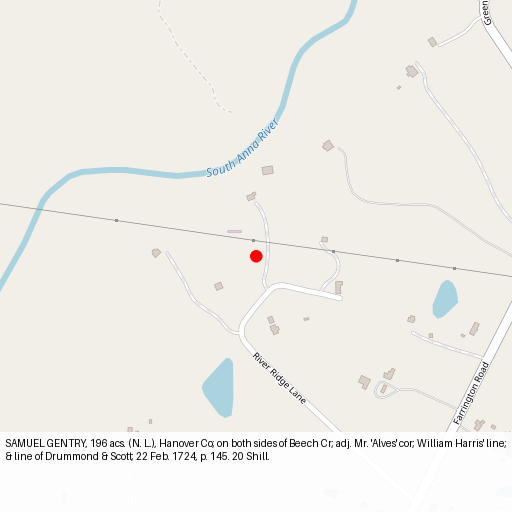 Green
South Anna River
River Ridge Lane
Farrington Road
SAMUEL GENTRY, 196 acs. (N. L.), Hanover Co; on both sides of Beech Cr; adj. Mr. 'Alves' cor; William Harris' line;
& line of Drummond & Scott; 22 Feb. 1724, p. 145. 20 Shill.